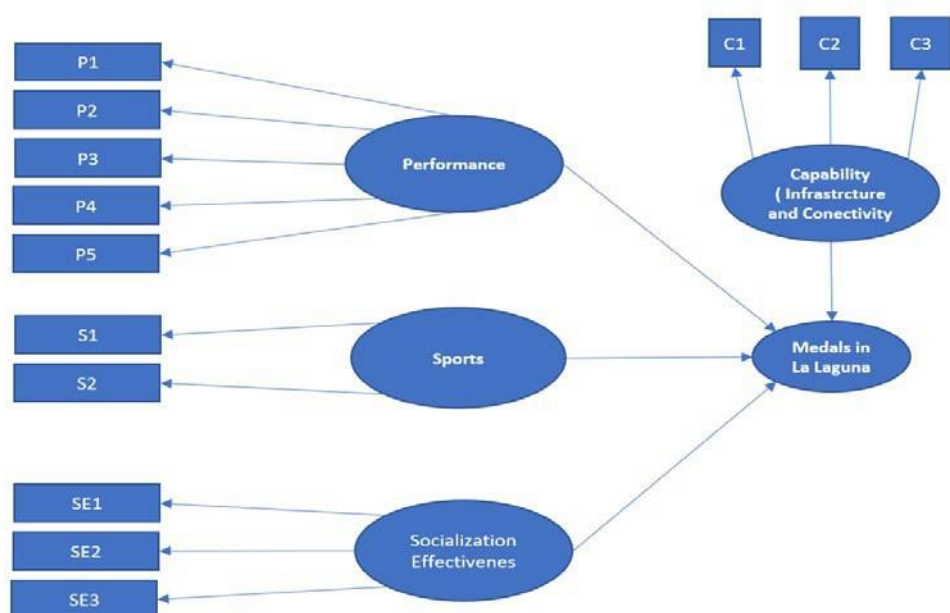 P1
P2
P3
P4
P5
Performance
C1
C2
C3
Capability
( Infrastrcture
and Conectivity
S1
S2
Sports
Medals in
La Laguna
SE1
SE2
SE3
Socialization
Effectivenes